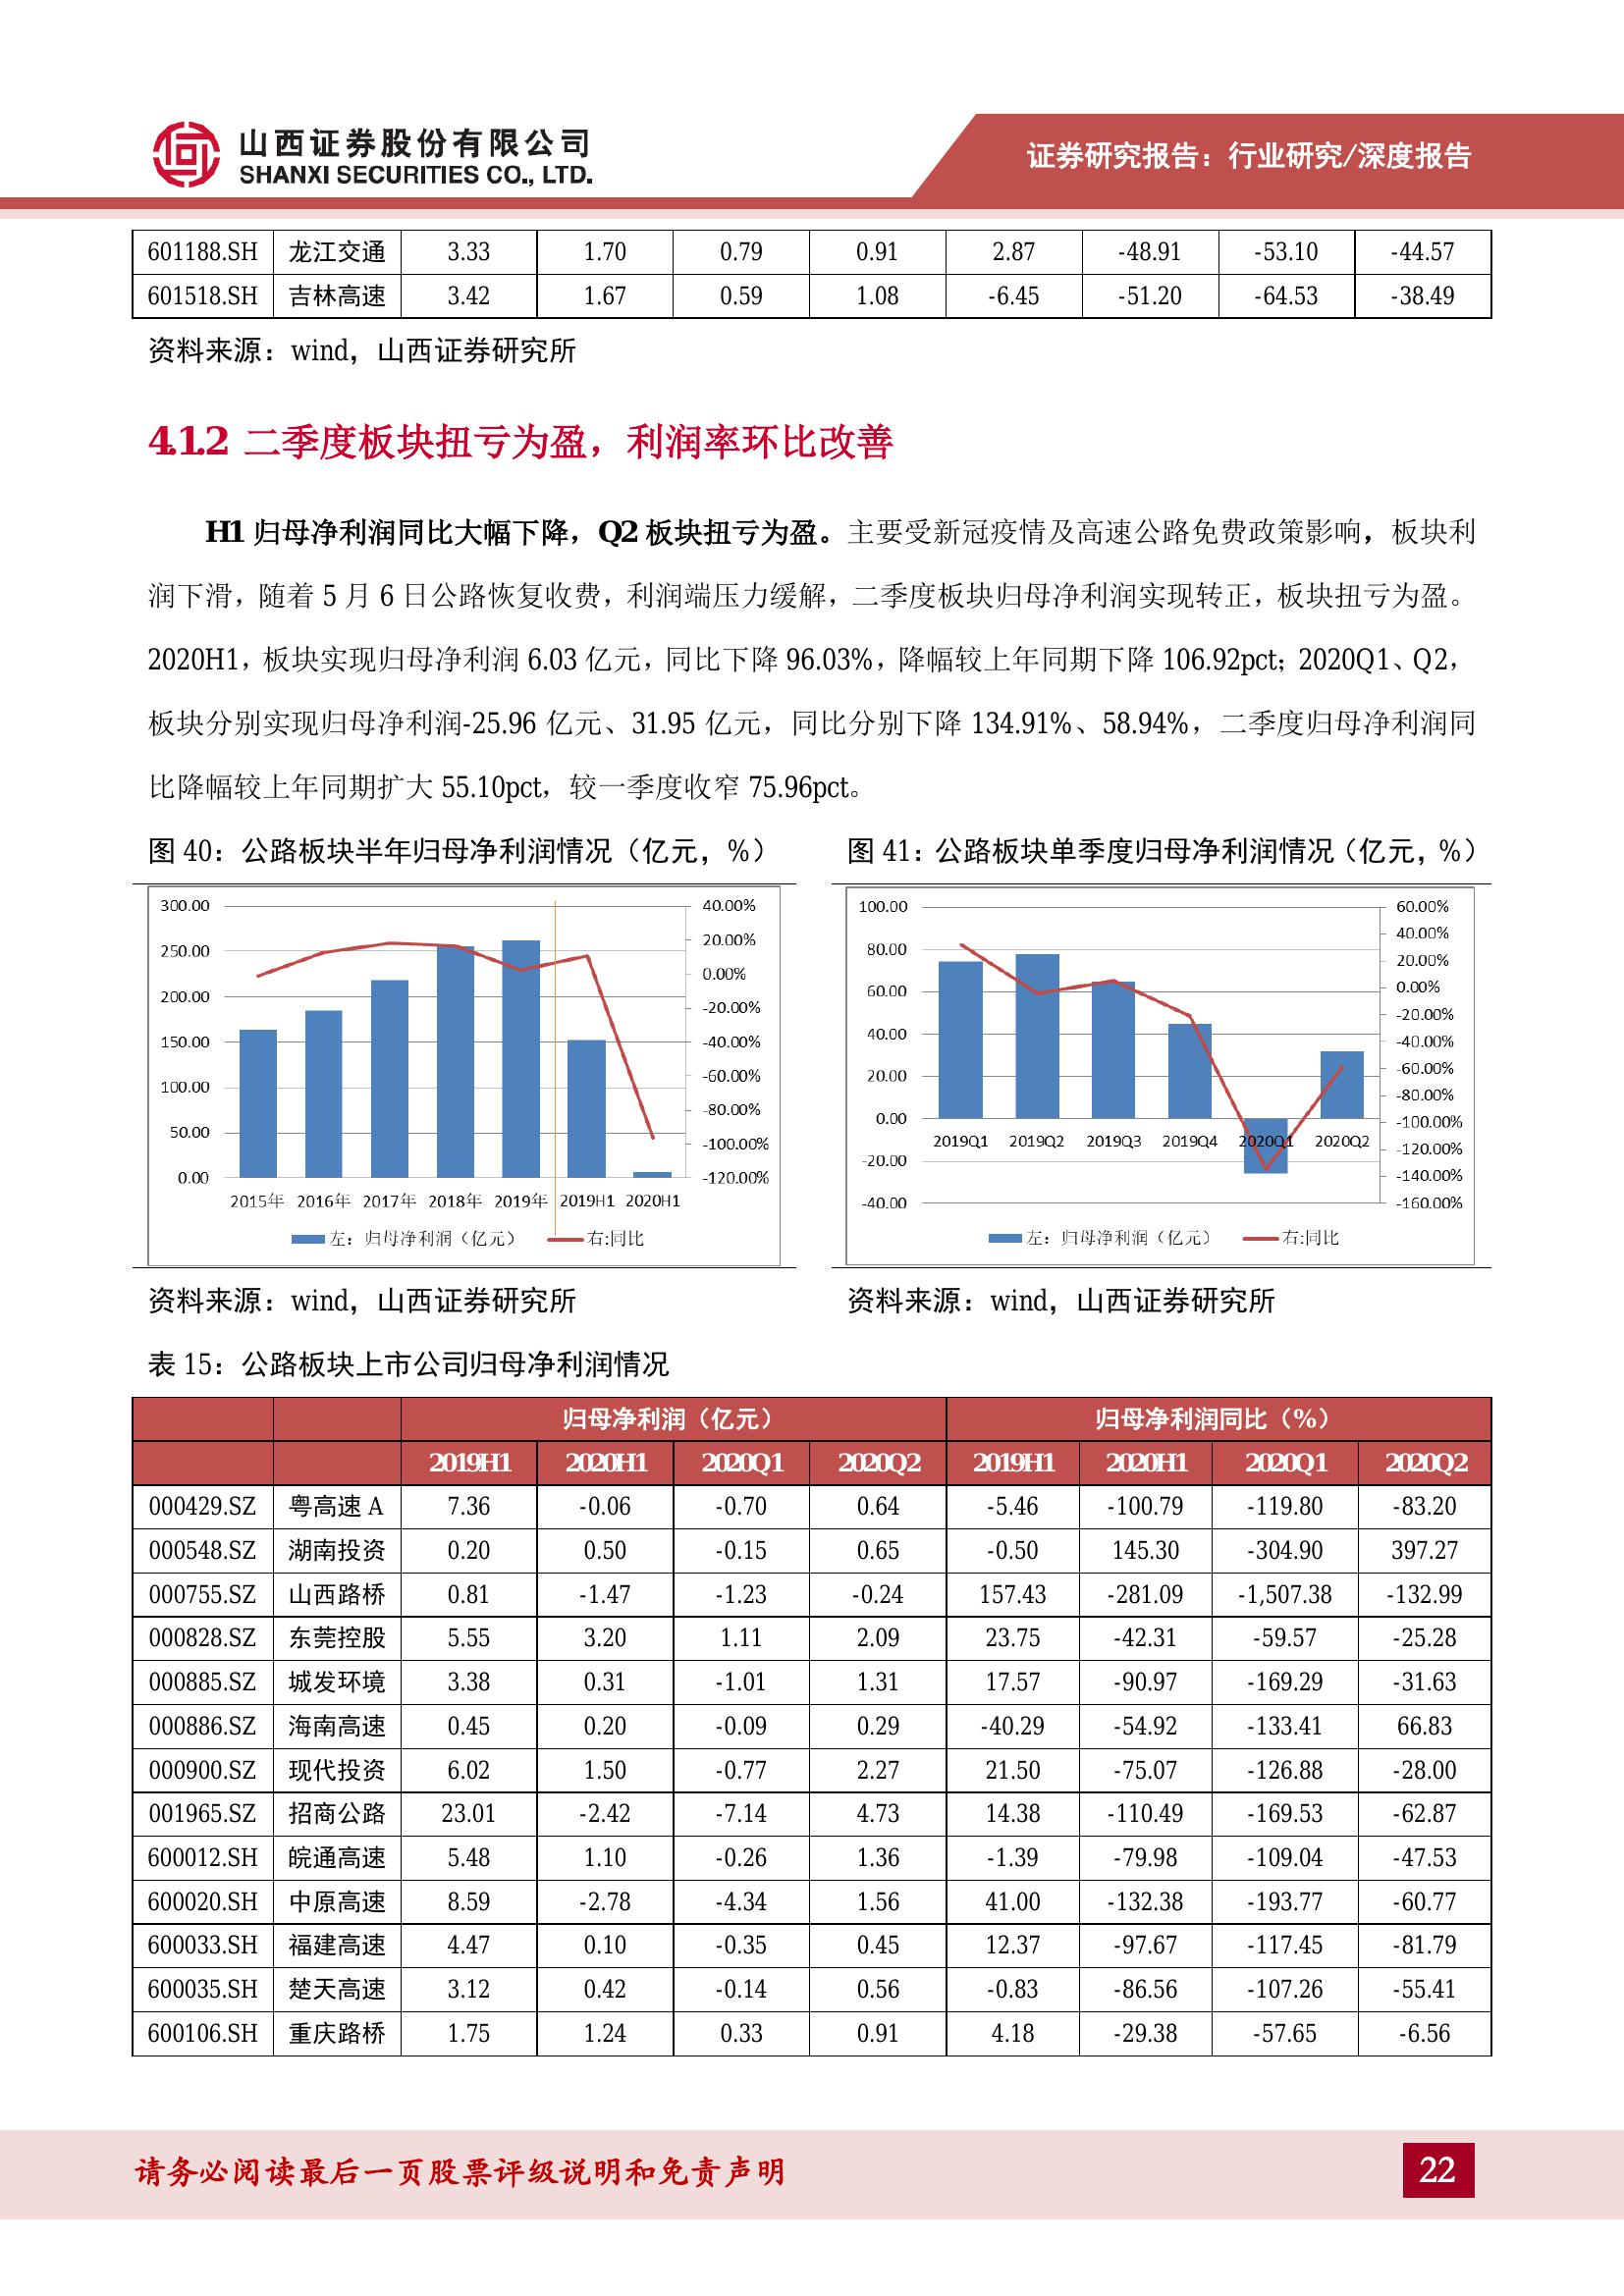 山西证券股份有限公司
SHANXI SECURITIES CO., LTD.
证券研究报告：行业研究/深度报告
601188.SH 龙江交通 3.33 1.70 0.79 0.91 2.87 -48.91 -53.10 -44.57
601518.SH 吉林高速 3.42 1.67 0.59 1.08 -6.45 -51.20 -64.53 -38.49
资料来源：wind，山西证券研究所
4.1.2 二季度板块扭亏为盈，利润率环比改善
H1 归母净利润同比大幅下降，Q2 板块扭亏为盈。主要受新冠疫情及高速公路免费政策影响，板块利
润下滑，随着 5 月 6 日公路恢复收费，利润端压力缓解，二季度板块归母净利润实现转正，板块扭亏为盈。
2020H1，板块实现归母净利润 6.03 亿元，同比下降 96.03%，降幅较上年同期下降 106.92pct；2020Q1、Q2，
板块分别实现归母净利润-25.96 亿元、31.95 亿元，同比分别下降 134.91%、58.94%，二季度归母净利润同
比降幅较上年同期扩大 55.10pct，较一季度收窄 75.96pct。
图 40：公路板块半年归母净利润情况（亿元，%）
300.00
250.00
200.00
150.00
100.00
50.00
0.00
40.00%
20.00%
0.00%
-20.00%
-40.00%
-60.00%
-80.00%
-100.00%
-120.00%
2015年 2016年 2017年 2018年 2019年 2019H1 2020H1
左：归母净利润（亿元） 右:同比
资料来源：wind，山西证券研究所
图 41：公路板块单季度归母净利润情况（亿元，%）
100.00
80.00
60.00
40.00
20.00
0.00
-20.00
-40.00
60.00%
40.00%
20.00%
0.00%
-20.00%
-40.00%
-60.00%
-80.00%
-100.00%
-120.00%
-140.00%
-160.00%
2019Q1 2019Q2 2019Q3 2019Q4 2020Q1 2020Q2
左：归母净利润（亿元） 右:同比
资料来源：wind，山西证券研究所
表 15：公路板块上市公司归母净利润情况
归母净利润（亿元） 归母净利润同比（%）
2019H1 2020H1 2020Q1 2020Q2 2019H1 2020H1 2020Q1 2020Q2
000429.SZ 粤高速 A 7.36 -0.06 -0.70 0.64 -5.46 -100.79 -119.80 -83.20
000548.SZ 湖南投资 0.20 0.50 -0.15 0.65 -0.50 145.30 -304.90 397.27
000755.SZ 山西路桥 0.81 -1.47 -1.23 -0.24 157.43 -281.09 -1,507.38 -132.99
000828.SZ 东莞控股 5.55 3.20 1.11 2.09 23.75 -42.31 -59.57 -25.28
000885.SZ 城发环境 3.38 0.31 -1.01 1.31 17.57 -90.97 -169.29 -31.63
000886.SZ 海南高速 0.45 0.20 -0.09 0.29 -40.29 -54.92 -133.41 66.83
000900.SZ 现代投资 6.02 1.50 -0.77 2.27 21.50 -75.07 -126.88 -28.00
001965.SZ 招商公路 23.01 -2.42 -7.14 4.73 14.38 -110.49 -169.53 -62.87
600012.SH 皖通高速 5.48 1.10 -0.26 1.36 -1.39 -79.98 -109.04 -47.53
600020.SH 中原高速 8.59 -2.78 -4.34 1.56 41.00 -132.38 -193.77 -60.77
600033.SH 福建高速 4.47 0.10 -0.35 0.45 12.37 -97.67 -117.45 -81.79
600035.SH 楚天高速 3.12 0.42 -0.14 0.56 -0.83 -86.56 -107.26 -55.41
600106.SH 重庆路桥 1.75 1.24 0.33 0.91 4.18 -29.38 -57.65 -6.56
请务必阅读最后一页股票评级说明和免责声明
22